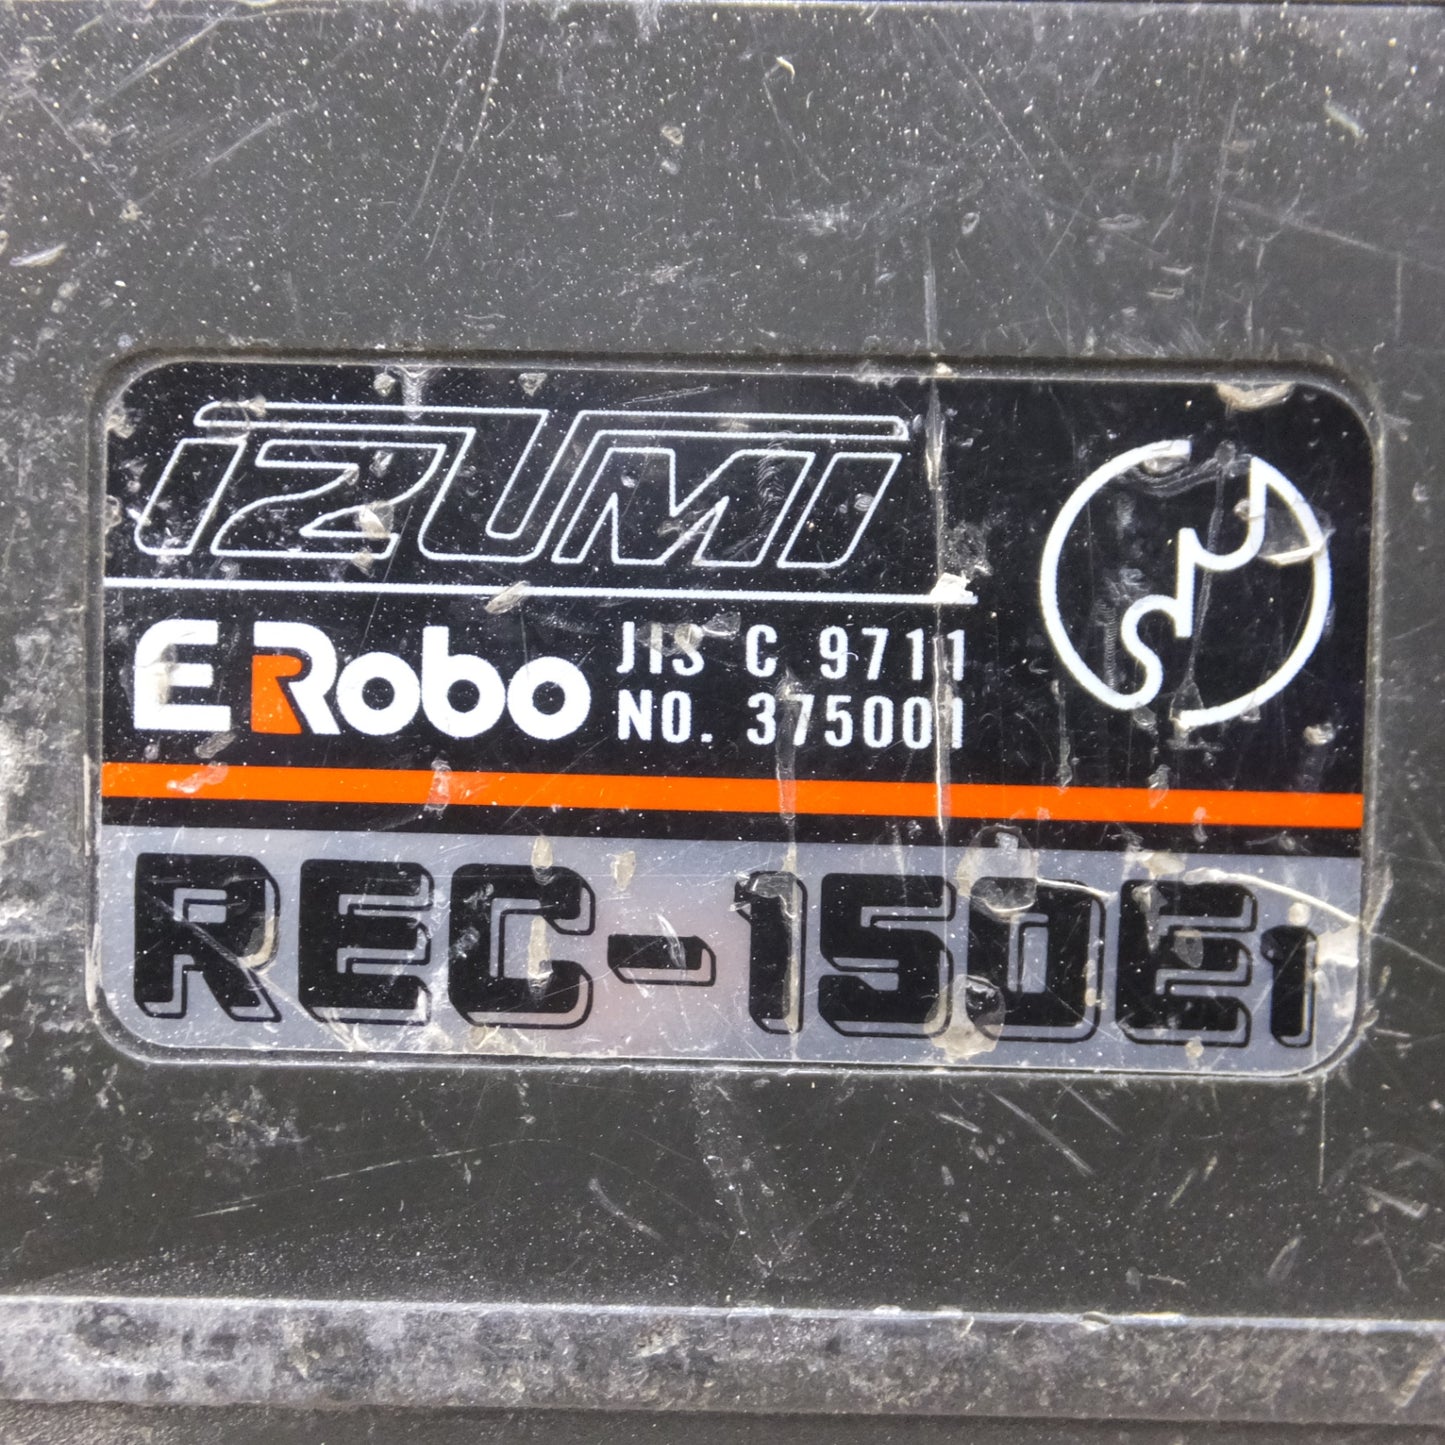 IZUMI
E Robo
JIS C 9711
NO. 375001
REC-150Ei